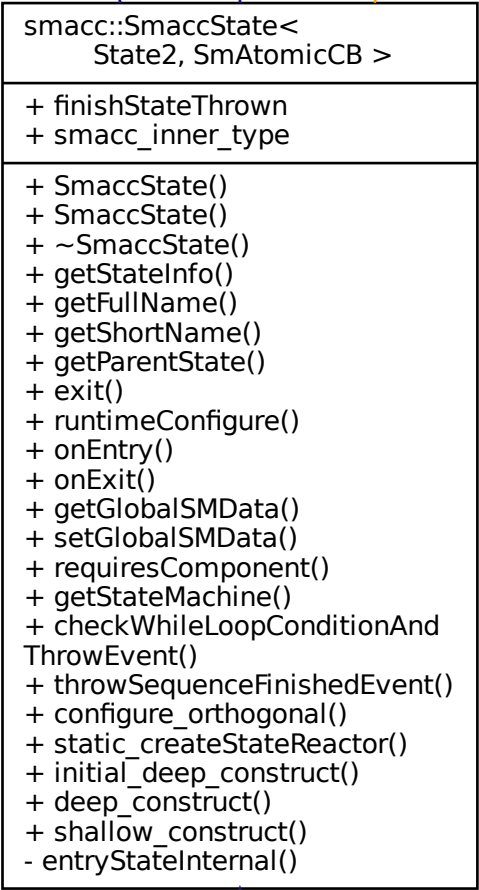 smacc::SmaccState<
State2, SmAtomicCB >
+ finishStateThrown
+ smacc_inner_type
+ SmaccState()
+ SmaccState()
+ ~SmaccState()
+ getStateInfo()
+ getFullName()
+ getShortName()
+ getParentState()
+ exit()
+ runtimeConfigure()
+ onEntry()
+ onExit()
+ getGlobalSMData()
+ setGlobalSMData()
+ requiresComponent()
+ getStateMachine()
+ checkWhileLoopConditionAnd
ThrowEvent()
+ throwSequenceFinishedEvent()
+ configure_orthogonal()
+ static_createStateReactor()
+ initial_deep_construct()
+ deep_construct()
+ shallow_construct()
- entryStateInternal()